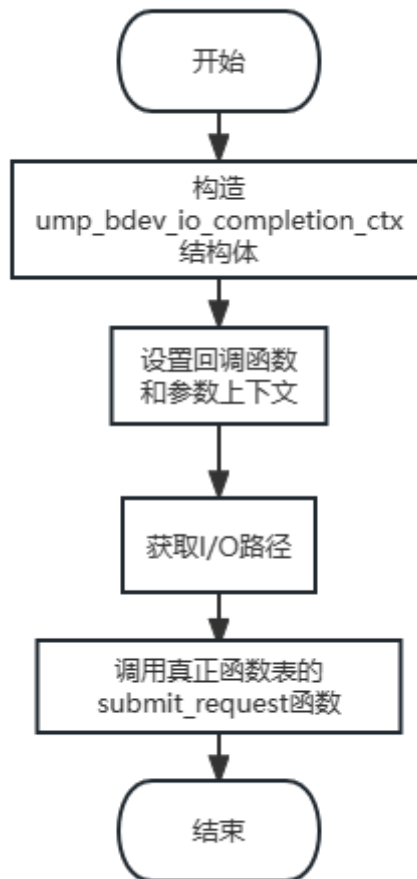 开始
构造
ump_bdev_io_completion_ctx
结构体
设置回调函数
和参数上下文
获取I/O路径
调用真正函数表的
submit_request函数
结束